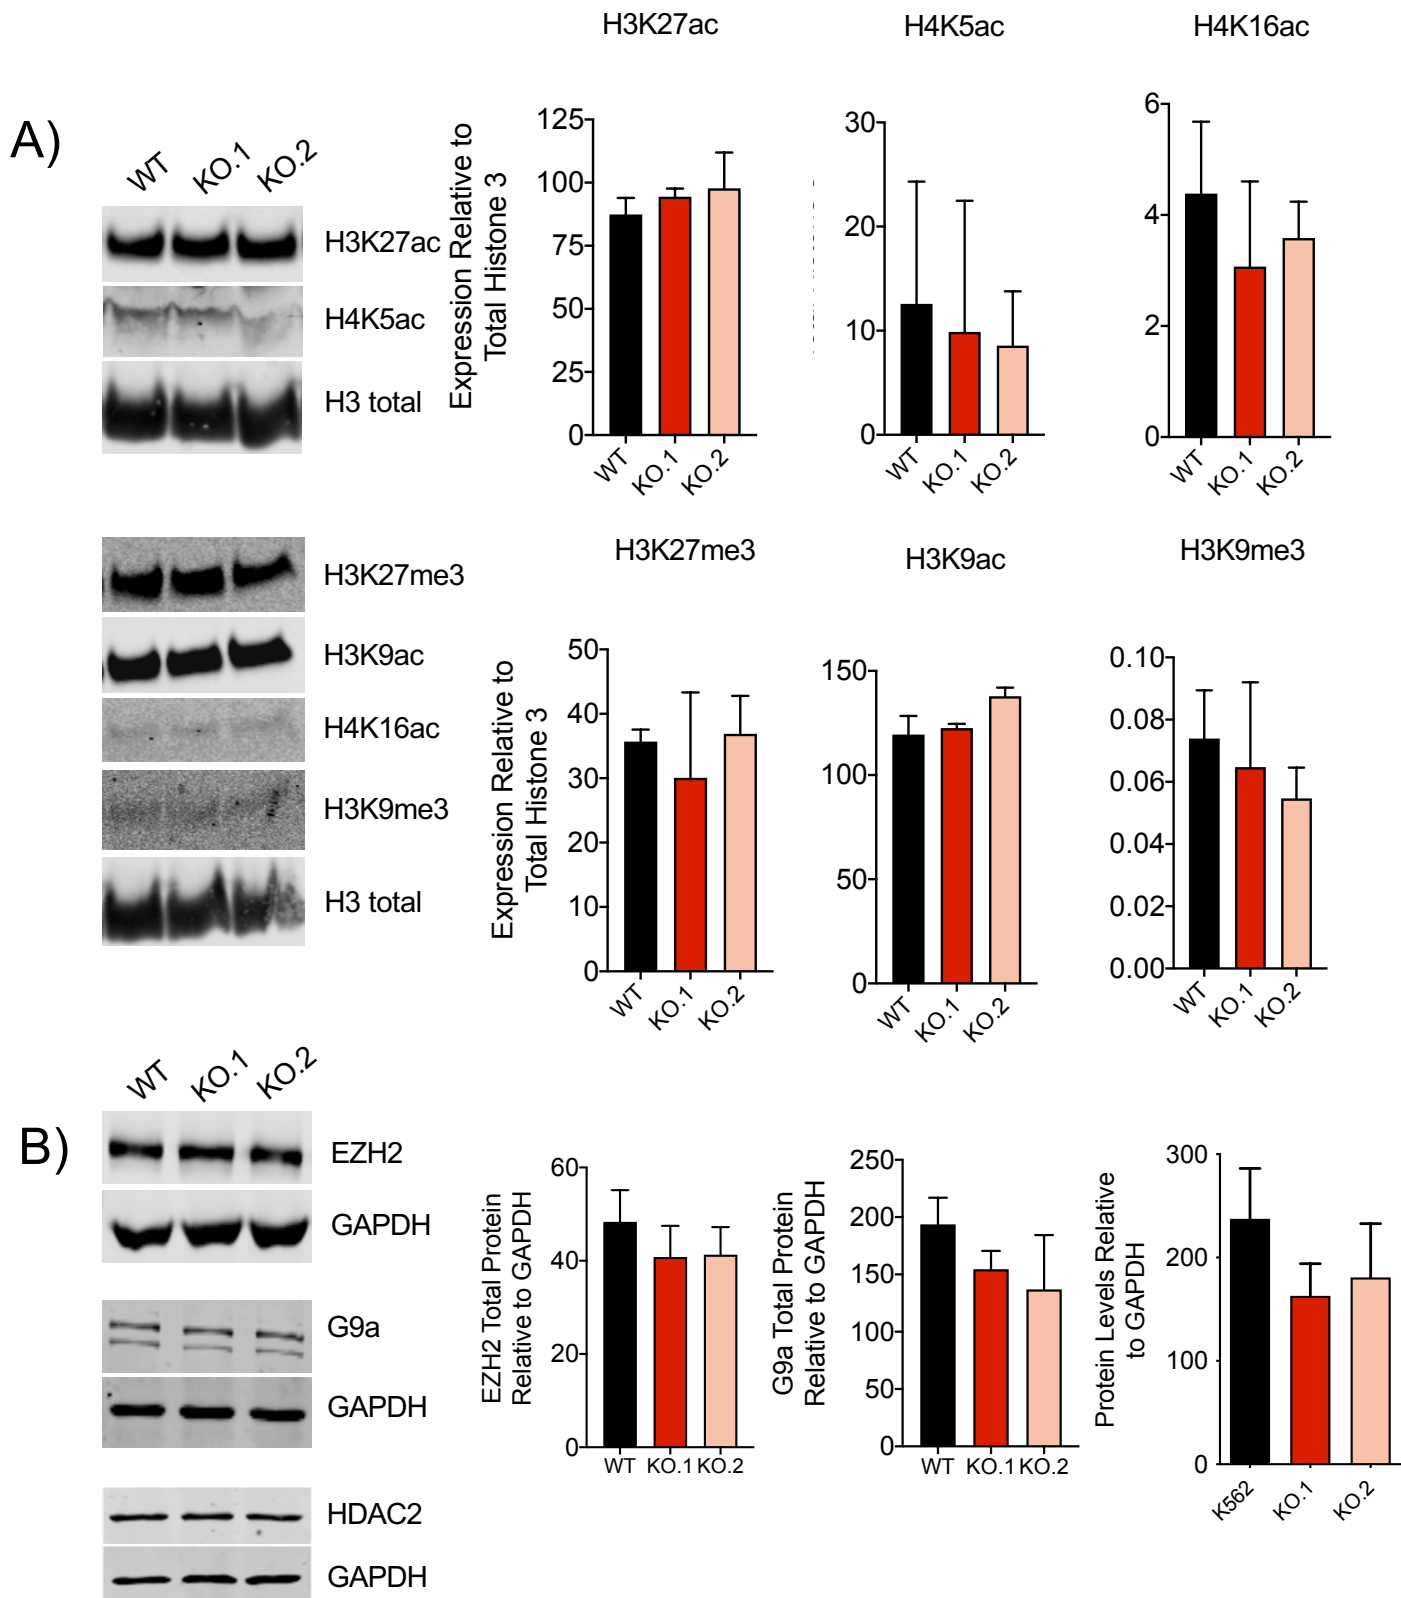 H3K27ac
H4K5ac
H4K16ac
A)
WT
KO.1
KO.2
H3K27ac
H4K5ac
H3 total
Expression Relative to
Total Histone 3
125
100
75
50
25
0
WT
KO.1
KO.2
30
20
10
0
WT
KO.1
KO.2
6
4
2
0
WT
KO.1
KO.2
H3K27me3
H3K9ac
H4K16ac
H3K9me3
H3 total
H3K27me3
H3K9ac
H3K9me3
Expression Relative to
Total Histone 3
50
40
30
20
10
0
WT
KO.1
KO.2
150
100
50
0
WT
KO.1
KO.2
0.10
0.08
0.06
0.04
0.02
0.00
WT
KO.1
KO.2
B)
WT
KO.1
KO.2
EZH2
GAPDH
G9a
GAPDH
HDAC2
GAPDH
EZH2 Total Protein
Relative to GAPDH
60
40
20
0
WT
KO.1
KO.2
G9a Total Protein
Relative to GAPDH
250
200
150
100
50
0
WT
KO.1
KO.2
Protein Levels Relative
to GAPDH
300
200
100
0
K562
KO.1
KO.2